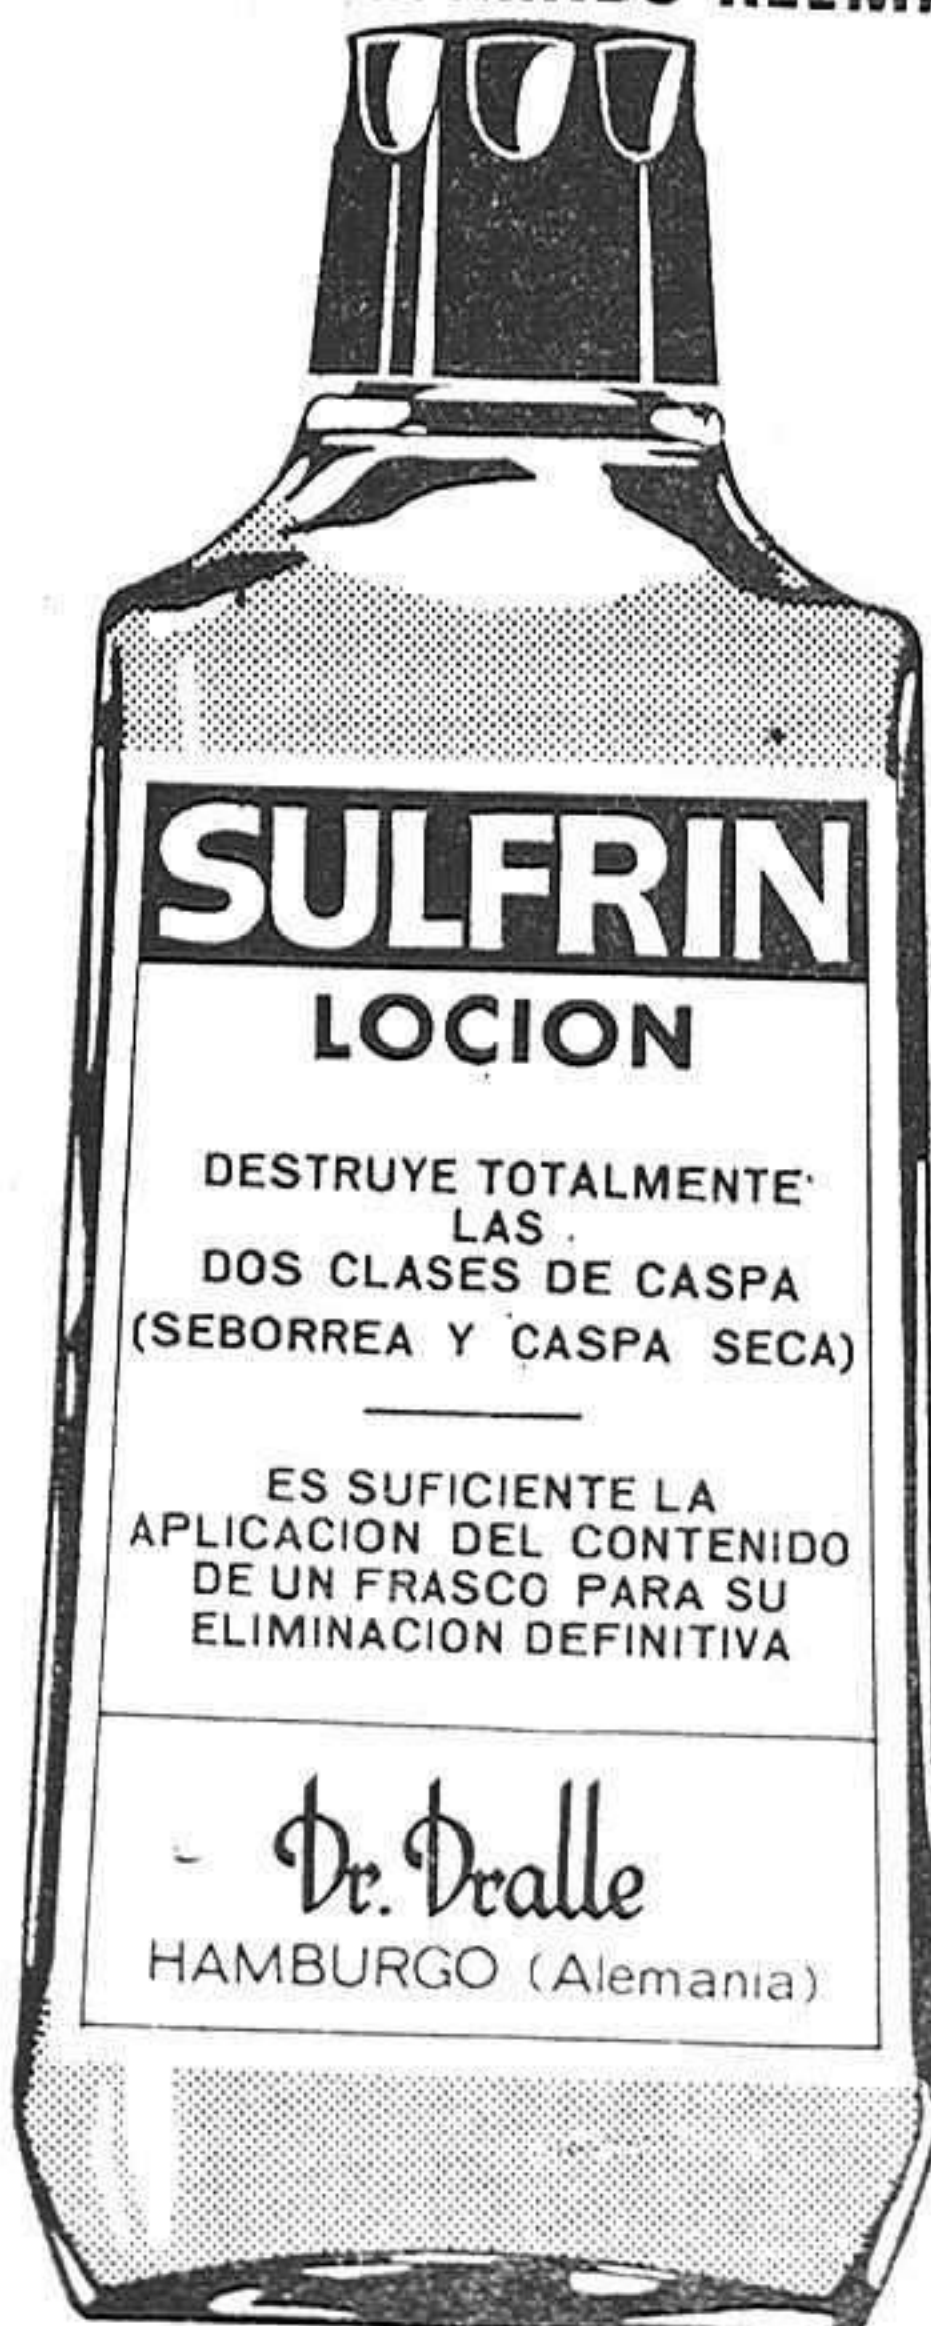 SULFRIN
LOCION
DESTRUYE TOTALMENTE
LAS
DOS CLASES DE CASPA
(SEBORREA Y CASPA SECA)
ES SUFICIENTE LA
APLICACION DEL CONTENIDO
DE UN FRASCO PARA SU
ELIMINACION DEFINITIVA
Dr. Dralle
HAMBURGO (Alemania)